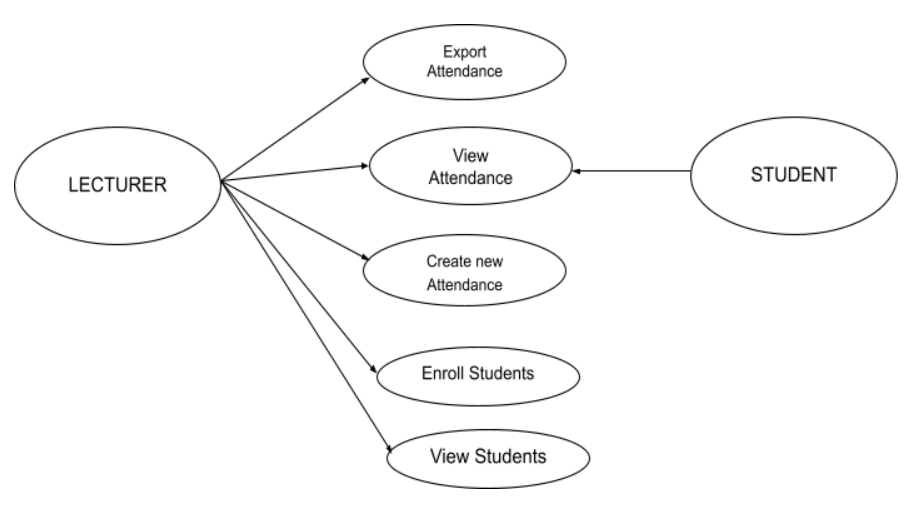 Export
Attendance
LECTURER
View
Attendance
STUDENT
Create new
Attendance
Enroll Students
View Students